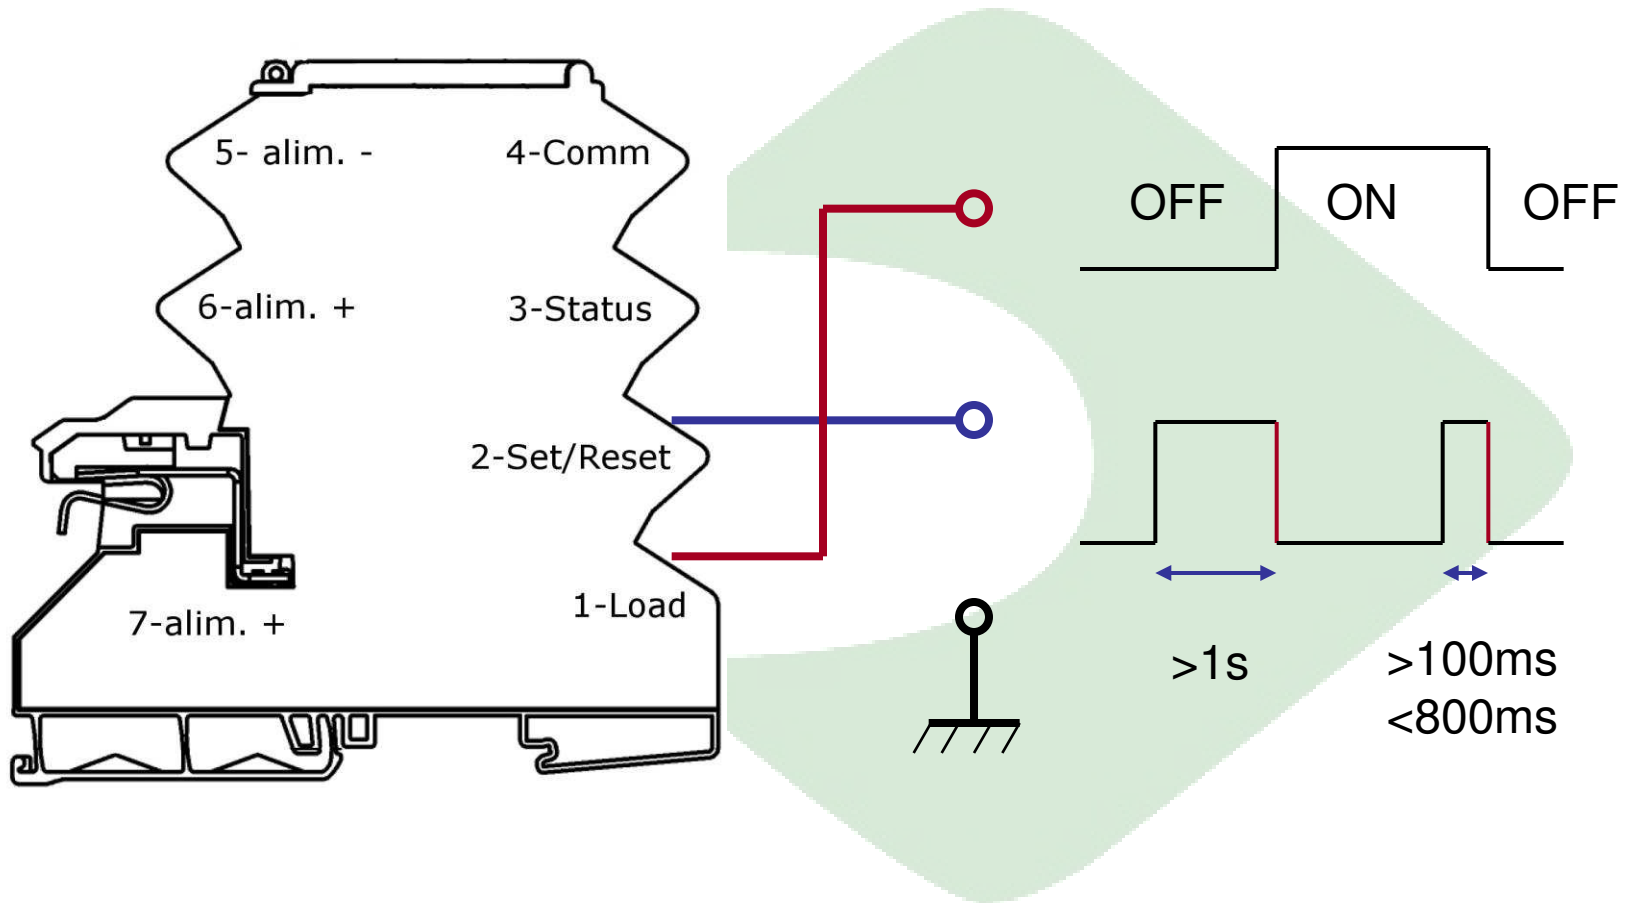 5- alim. -
4-Comm
6-alim. +
3-Status
2-Set/Reset
7-alim. +
1-Load
OFF
ON
OFF
>1s
>100ms
<800ms